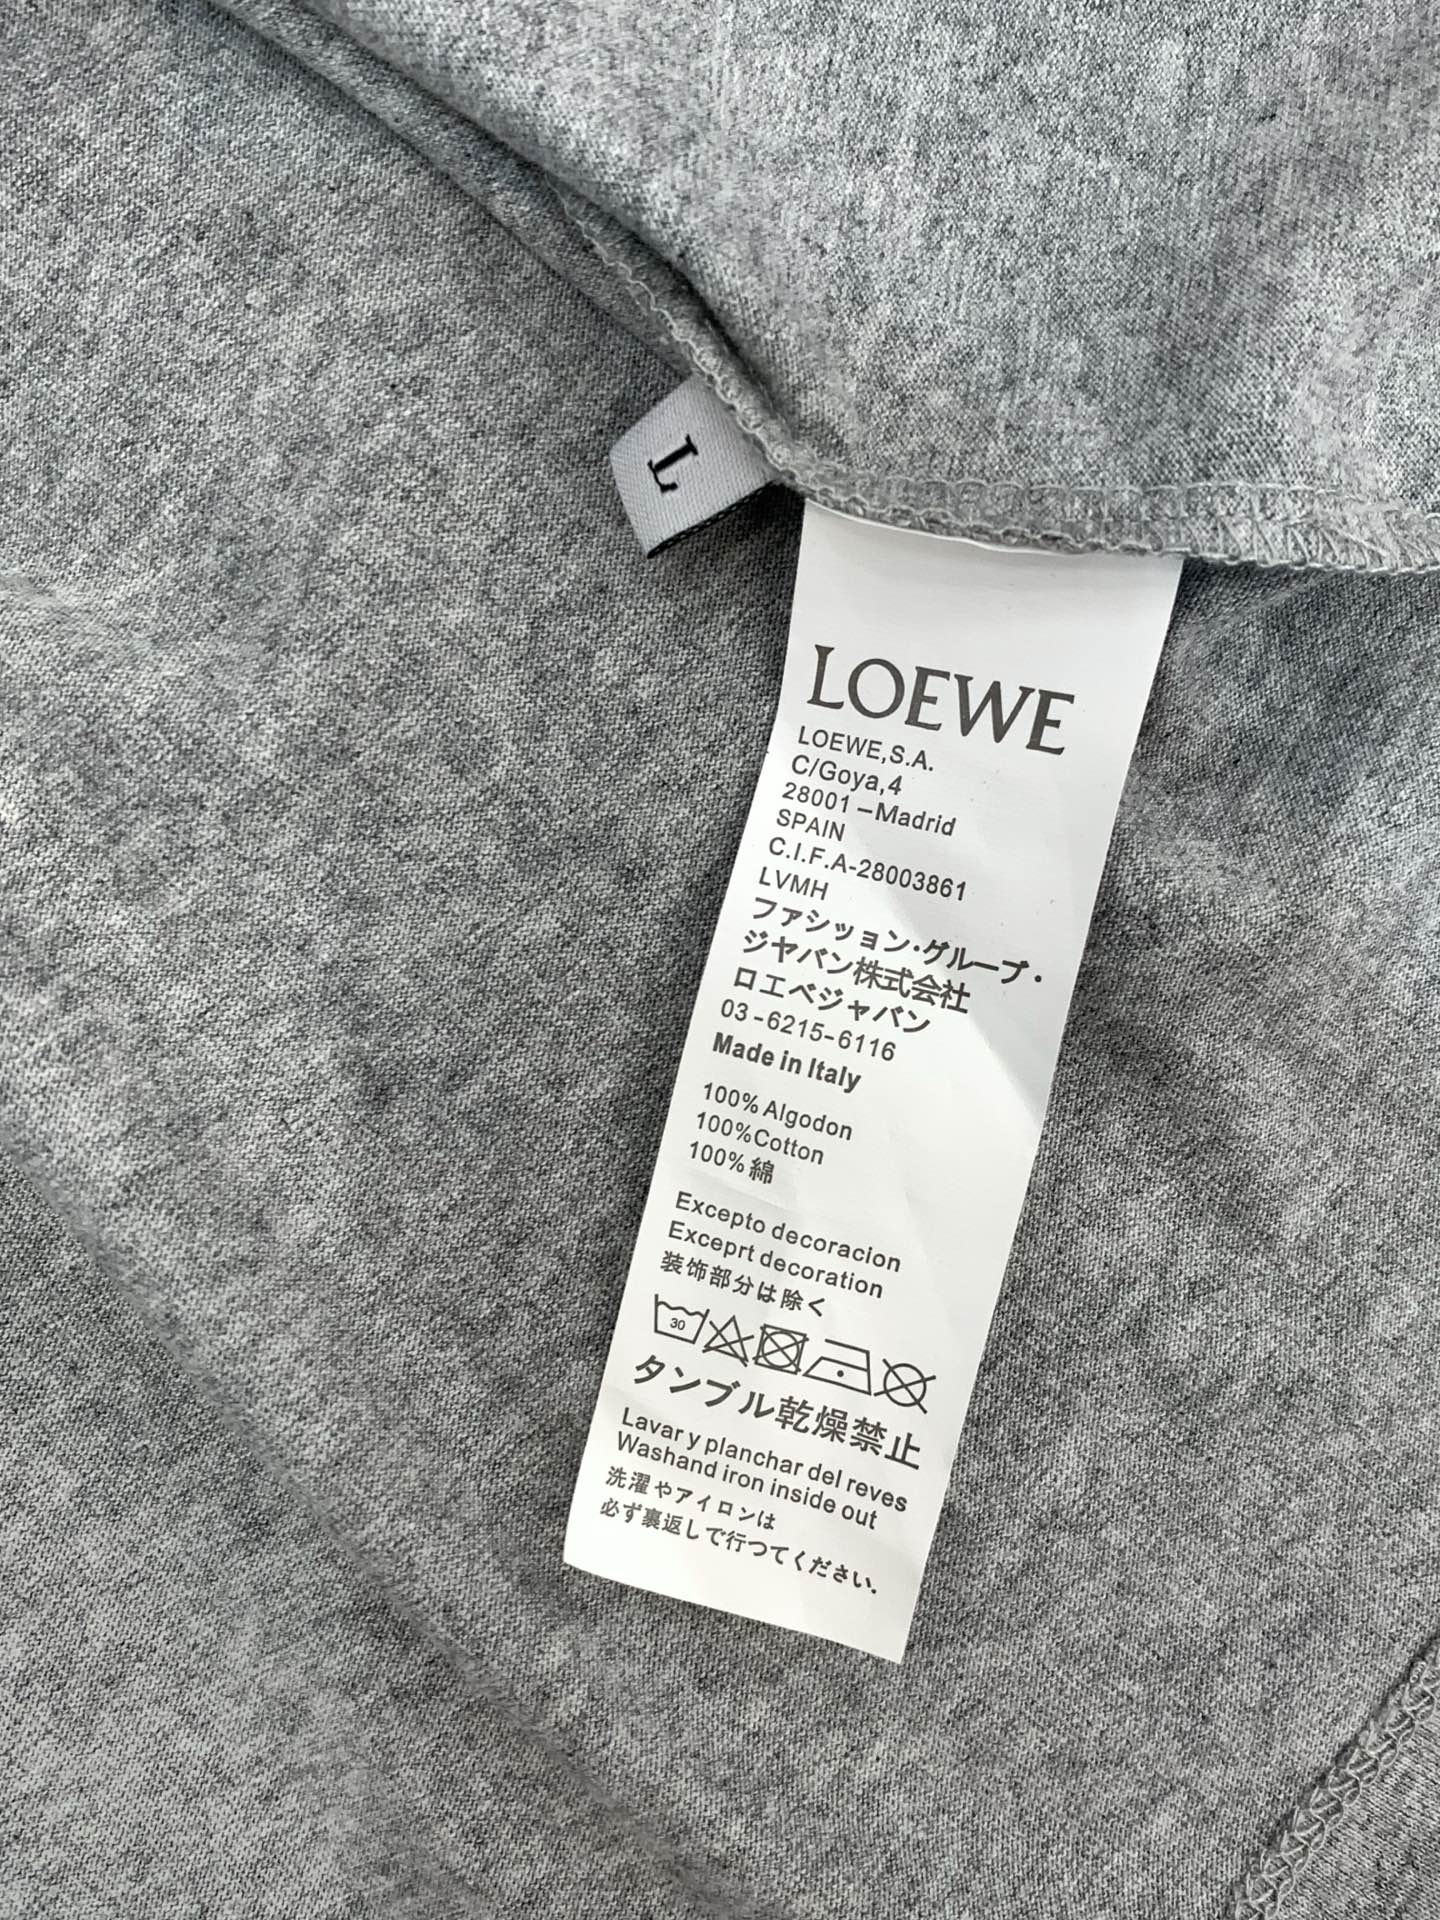 L
LOEWE
LOEWE,S.A.
C/Goya,4
28001 – Madrid
SPAIN
C.I.F.A-28003861
LVMH
ファション·グループ·
ジヤバン株式会社
ロエベジャバン
03-6215-6116
Made in Italy
100% Algodon
100%Cotton
100% 綿
Excepto decoracion
Exceprt decoration
装饰部分は除く
30
タンブル乾燥禁止
Lavar y planchar del reves
Washand iron inside out
洗濯やアイロンは
必ず裏返しで行つてください.